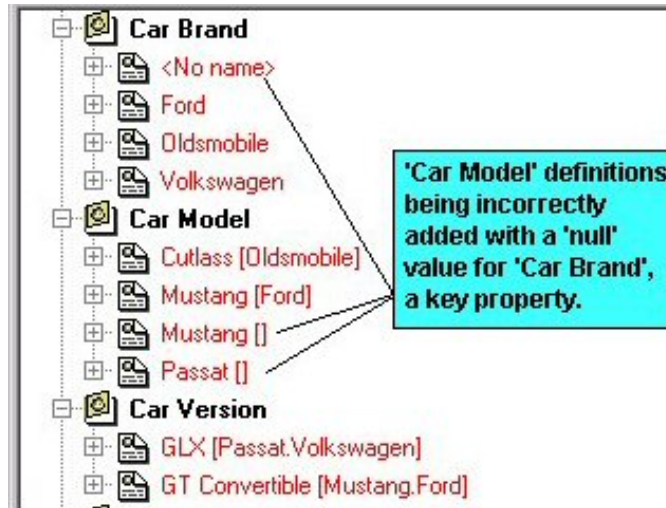 Car Brand
<No name>
Ford
Oldsmobile
Volkswagen
Car Model
Cutlass [Oldsmobile]
Mustang [Ford]
Mustang []
Passat []
Car Version
GLX [Passat.Volkswagen]
GT Convertible [Mustang.Ford]
'Car Model' definitions
being incorrectly
added with a 'null'
value for 'Car Brand',
a key property.